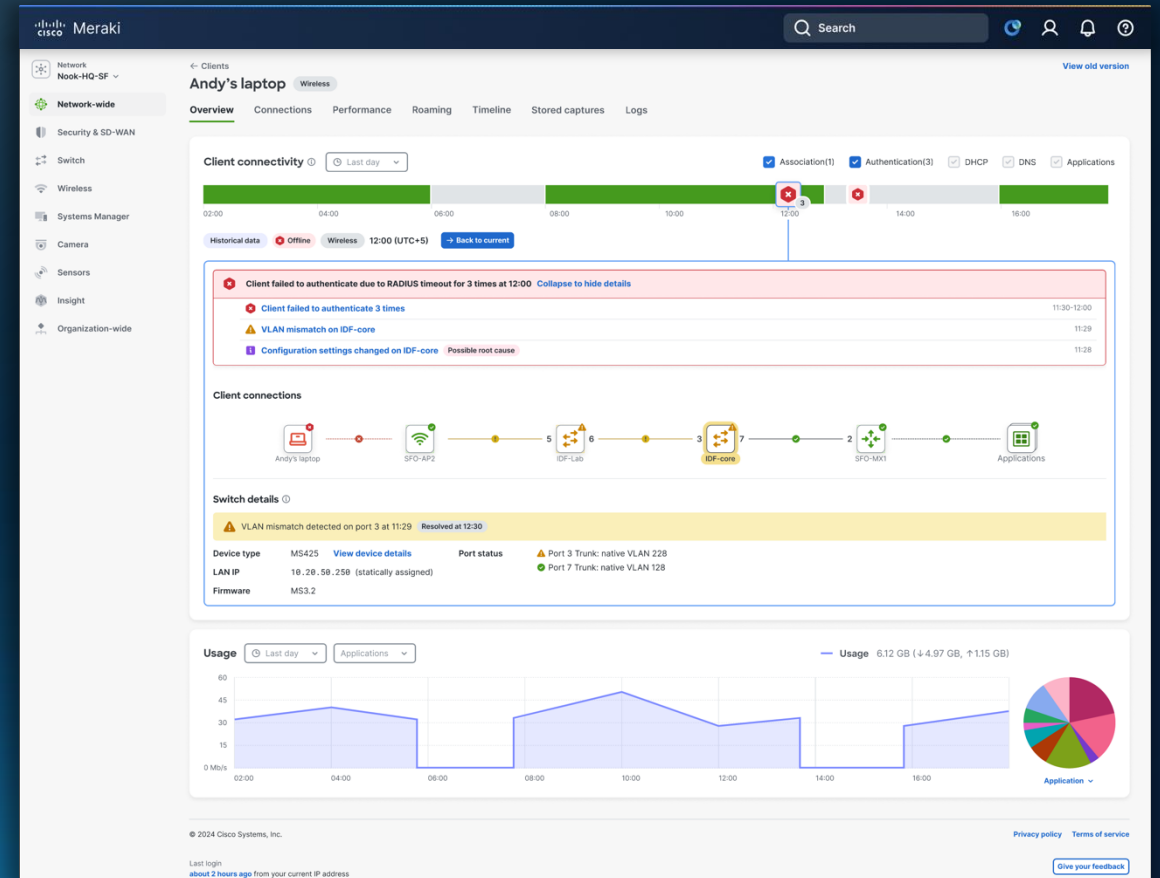 cisco Meraki
Search
Network
Nook-HQ-SF
Network-wide
Security & SD-WAN
Switch
Wireless
Systems Manager
Camera
Sensors
Insight
Organization-wide
← Clients
View old version
Andy's laptop Wireless
Overview Connections Performance Roaming Timeline Stored captures Logs
Client connectivity Last day
Association(1) Authentication(3) DHCP DNS Applications
3
02:00 04:00 06:00 08:00 10:00 12:00 14:00 16:00
Historical data Offline Wireless 12:00 (UTC+5) → Back to current
Client failed to authenticate due to RADIUS timeout for 3 times at 12:00 Collapse to hide details
Client failed to authenticate 3 times 11:30-12:00
VLAN mismatch on IDF-core 11:29
Configuration settings changed on IDF-core Possible root cause 11:28
Client connections
5 6 3 7 2
Andy's laptop SFO-AP2 IDF-Lab IDF-core SFO-MX1 Applications
Switch details
VLAN mismatch detected on port 3 at 11:29 Resolved at 12:30
Device type MS425 View device details Port status Port 3 Trunk: native VLAN 228
LAN IP 10.20.50.250 (statically assigned) Port 7 Trunk: native VLAN 128
Firmware MS3.2
Usage Last day Applications
Usage 6.12 GB (↓4.97 GB, ↑1.15 GB)
60
45
30
15
0 Mb/s
02:00 04:00 06:00 08:00 10:00 12:00 14:00 16:00
Application
© 2024 Cisco Systems, Inc.
Privacy policy Terms of service
Last login
about 2 hours ago from your current IP address
Give your feedback